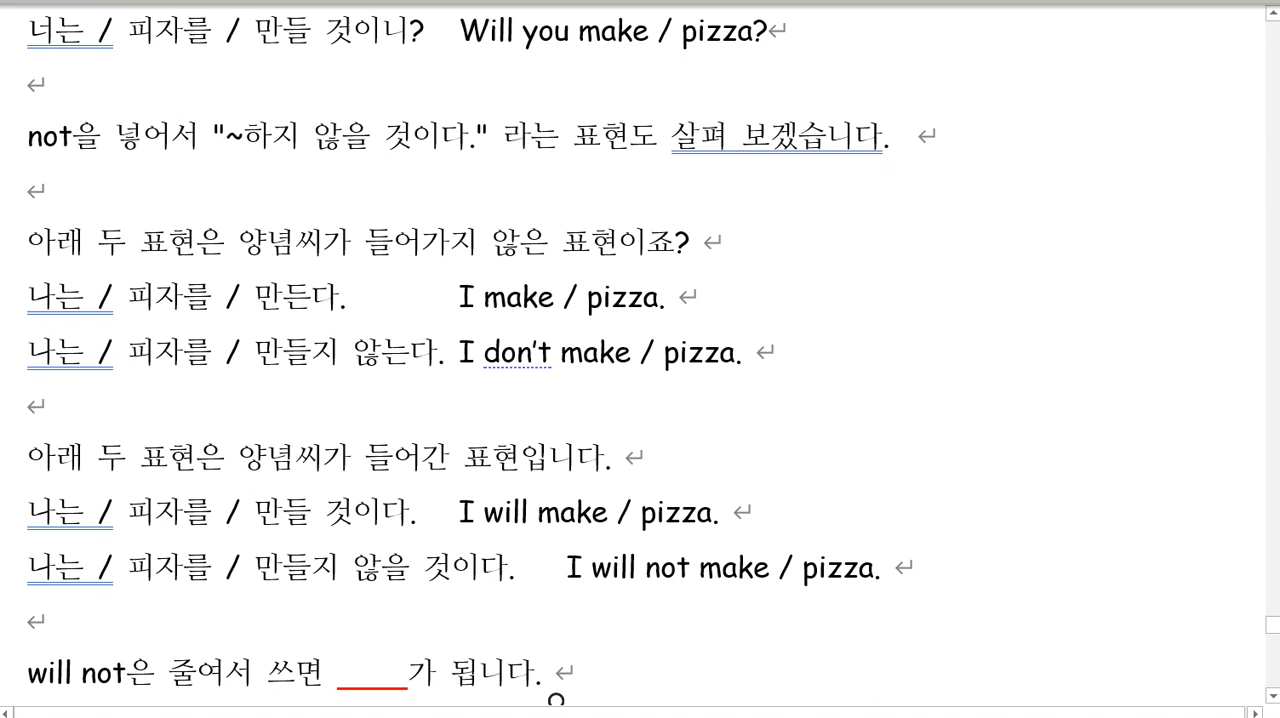 너는 / 피자를 / 만들 것이니? Will you make / pizza?
not을 넣어서 "~하지 않을 것이다." 라는 표현도 살펴 보겠습니다.
아래 두 표현은 양념씨가 들어가지 않은 표현이죠?
나는 / 피자를 / 만든다. I make / pizza.
나는 / 피자를 / 만들지 않는다. I don't make / pizza.
아래 두 표현은 양념씨가 들어간 표현입니다.
나는 / 피자를 / 만들 것이다. I will make / pizza.
나는 / 피자를 / 만들지 않을 것이다. I will not make / pizza.
will not은 줄여서 쓰면 ____가 됩니다.